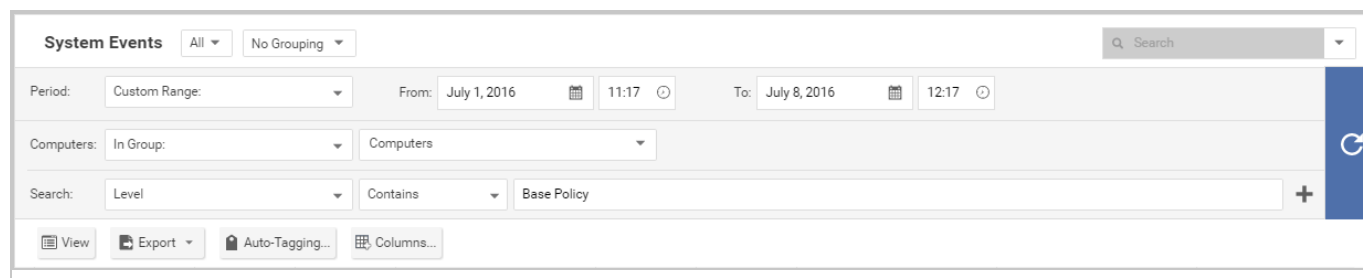 System Events All No Grouping Search
Period: Custom Range: From: July 1, 2016 11:17 To: July 8, 2016 12:17
Computers: In Group: Computers
Search: Level Contains Base Policy
View Export Auto-Tagging... Columns...